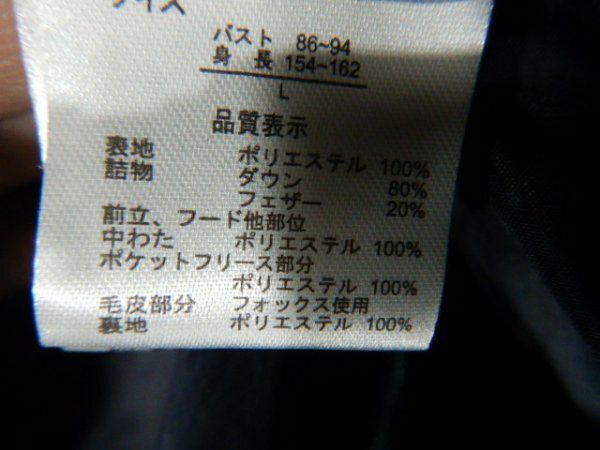 サイズ
バスト 86~94
身 長 154~162
L
品質表示
表地 ポリエステル 100%
詰物 ダウン 80%
フェザー 20%
前立、フード他部位
中わた ポリエステル 100%
ポケットフリース部分
ポリエステル 100%
毛皮部分 フォックス使用
裏地 ポリエステル 100%